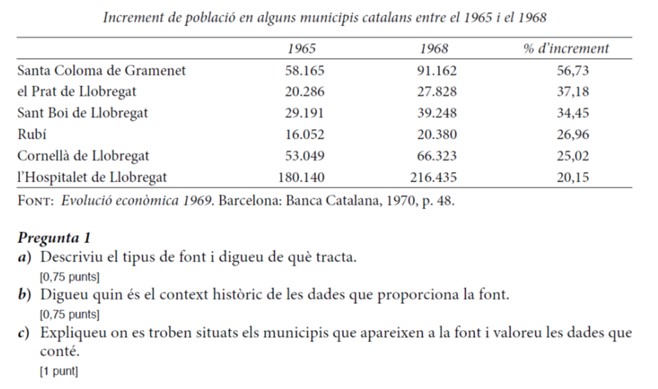 Increment de població en alguns municipis catalans entre el 1965 i el 1968
1965 1968 % d'increment
Santa Coloma de Gramenet 58.165 91.162 56,73
el Prat de Llobregat 20.286 27.828 37,18
Sant Boi de Llobregat 29.191 39.248 34,45
Rubí 16.052 20.380 26,96
Cornellà de Llobregat 53.049 66.323 25,02
l'Hospitalet de Llobregat 180.140 216.435 20,15
FONT: Evolució econòmica 1969. Barcelona: Banca Catalana, 1970, p. 48.
Pregunta 1
a) Descriviu el tipus de font i digueu de què tracta.
[0,75 punts]
b) Digueu quin és el context històric de les dades que proporciona la font.
[0,75 punts]
c) Expliqueu on es troben situats els municipis que apareixen a la font i valoreu les dades que
conté.
[1 punt]